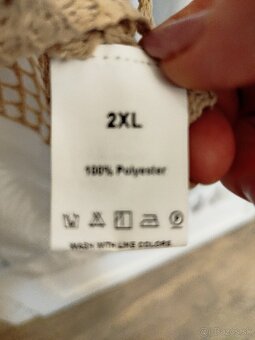 2XL
100% Polyester
WASH WITH LIKE COLORS